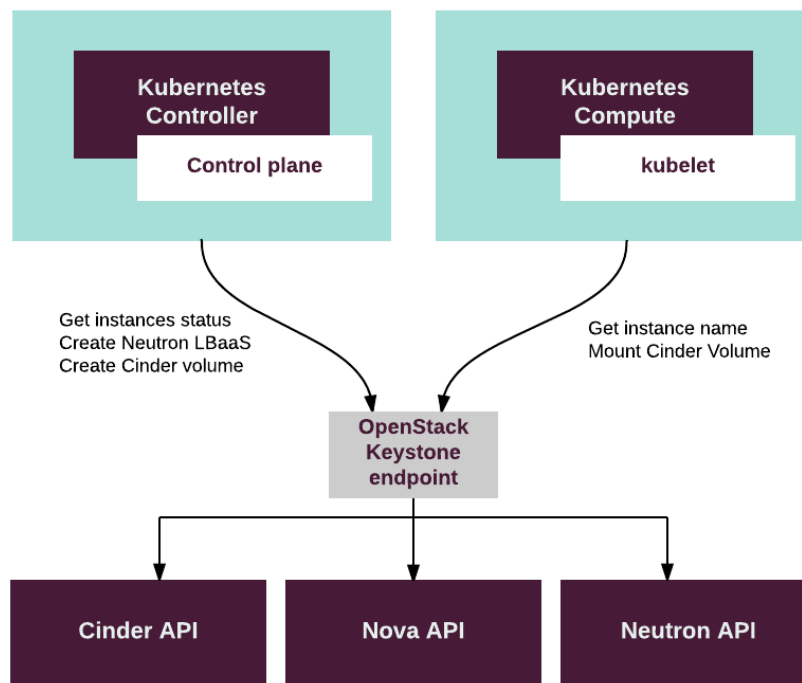 Kubernetes
Controller
Control plane
Kubernetes
Compute
kubelet
Get instances status
Create Neutron LBaaS
Create Cinder volume
Get instance name
Mount Cinder Volume
OpenStack
Keystone
endpoint
Cinder API
Nova API
Neutron API